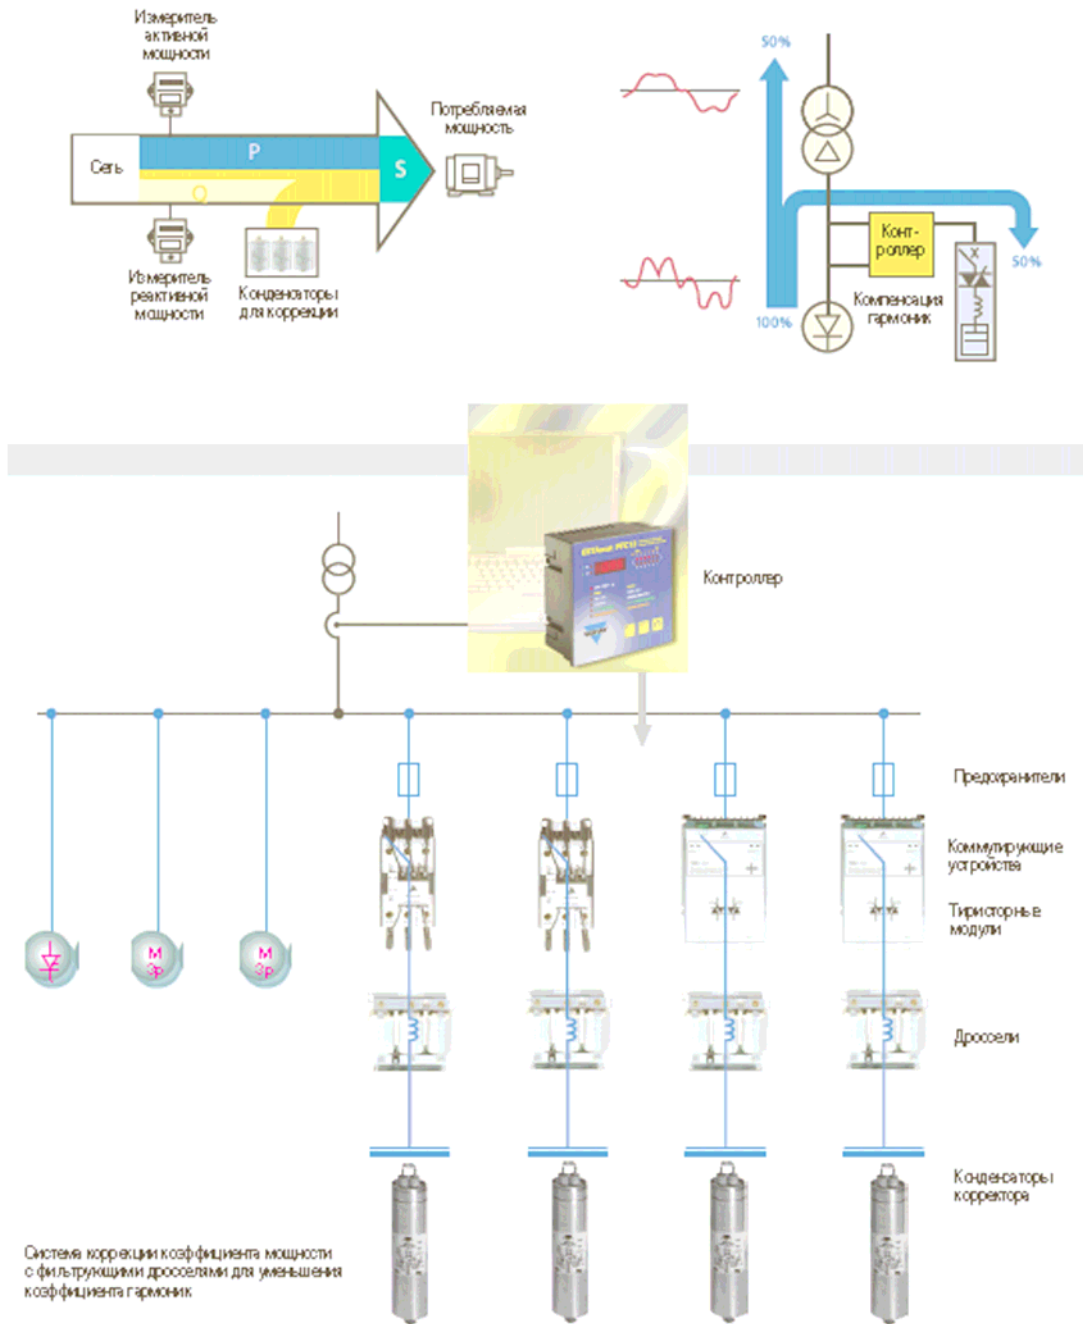 Измеритель
активной
мощности
Сеть
P
Q
S
Потребляемая
мощность
Измеритель
реактивной
мощности
Конденсаторы
для коррекции
50%
100%
50%
Конт-
роллер
Компенсация
гармоник
Контроллер
Предохранители
Коммутирующие
устройства
Тиристорные
модули
M
3p
M
3p
Дроссели
Конденсаторы
корректора
Система коррекции коэффициента мощности
с фильтрующими дросселями для уменьшения
коэффициента гармоник